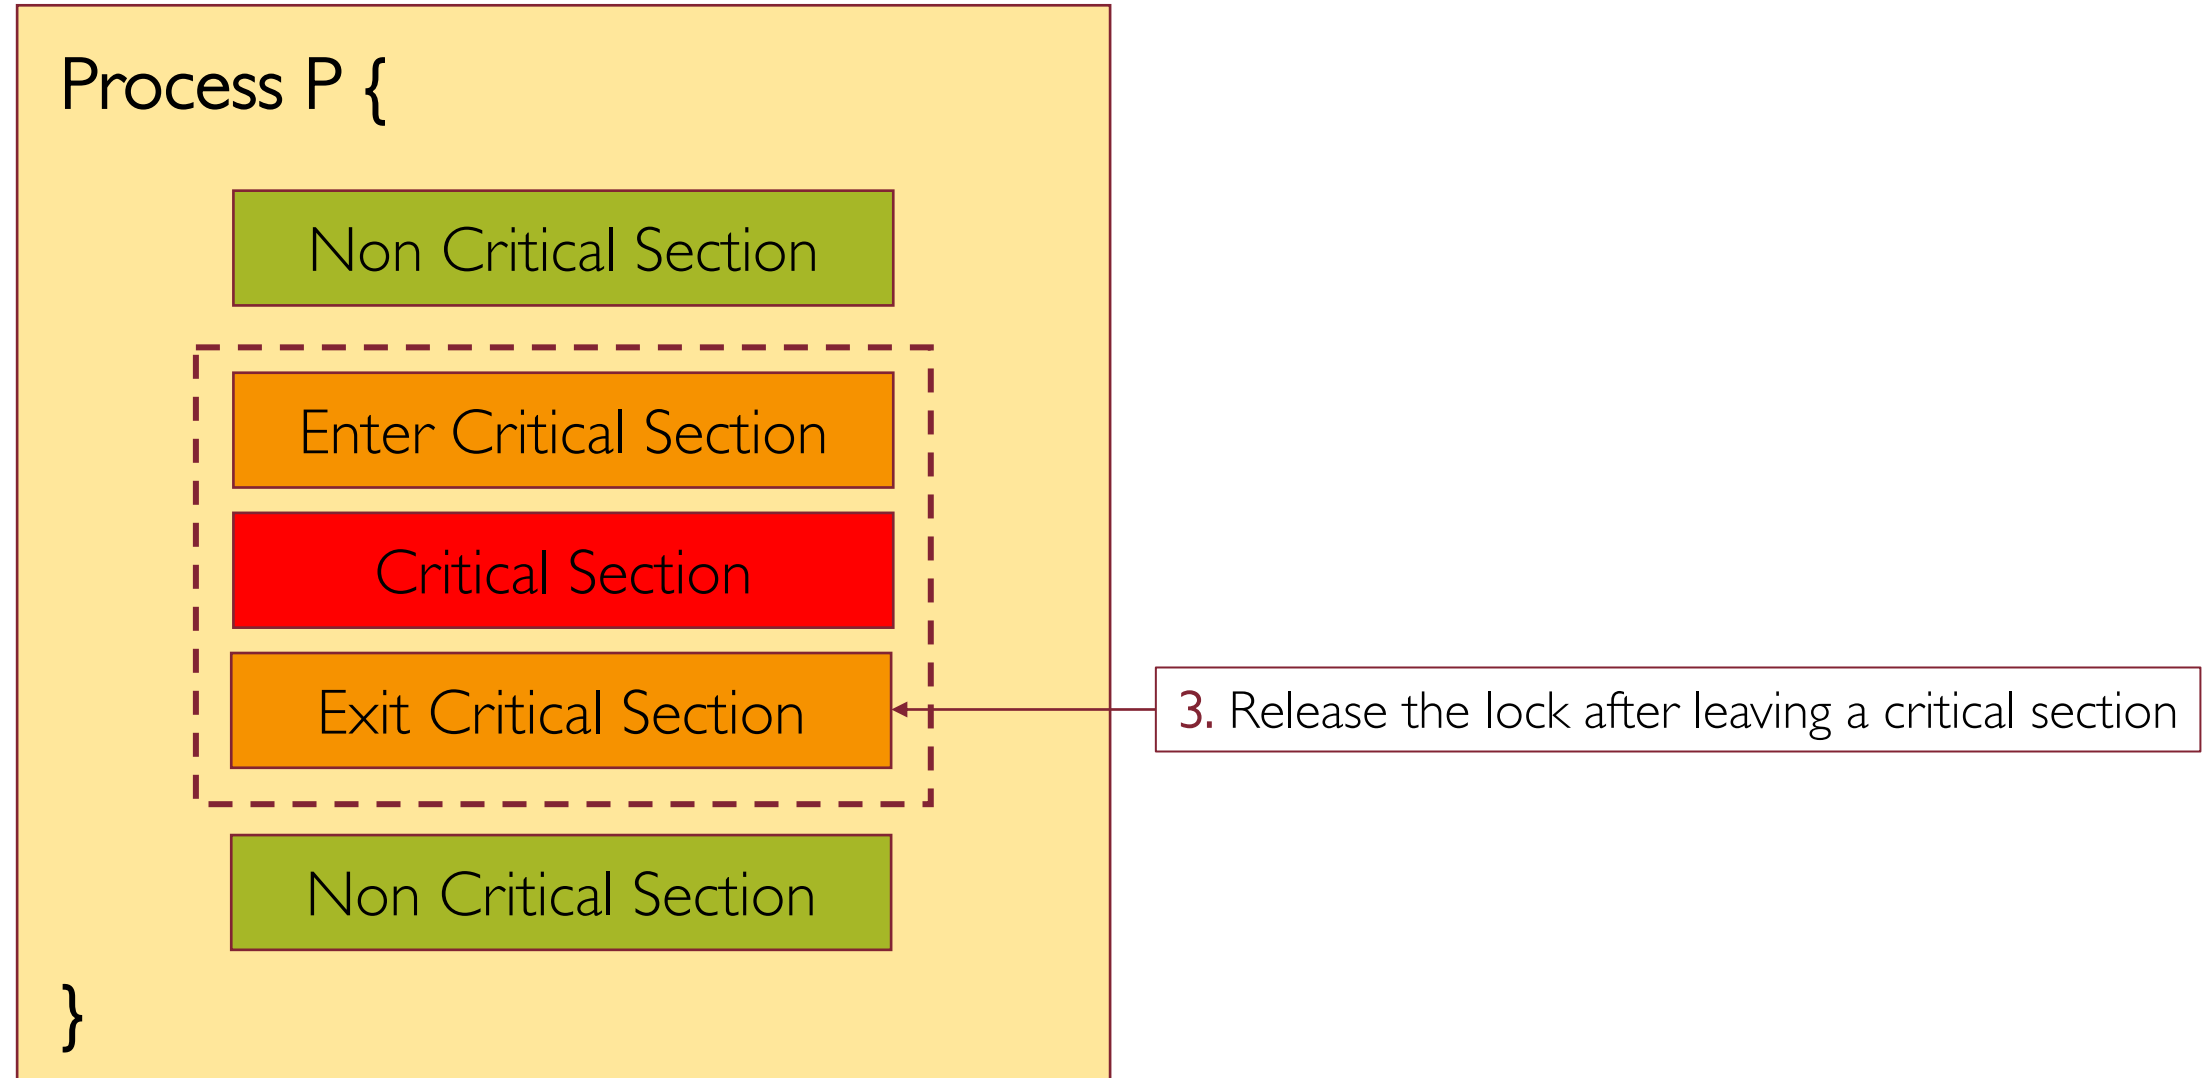 Process P {
Non Critical Section
Enter Critical Section
Critical Section
Exit Critical Section
3. Release the lock after leaving a critical section
Non Critical Section
}